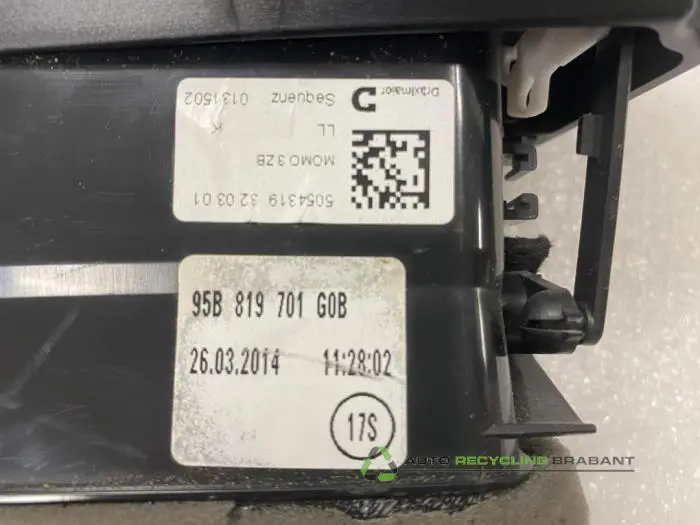 Dräxlmaier
Sequenz 0131502
LL K
MOMO 3 ZB
5054319 32 03 01
95B 819 701 G0B
26.03.2014 11:28:02
17S
AUTO RECYCLING BRABANT